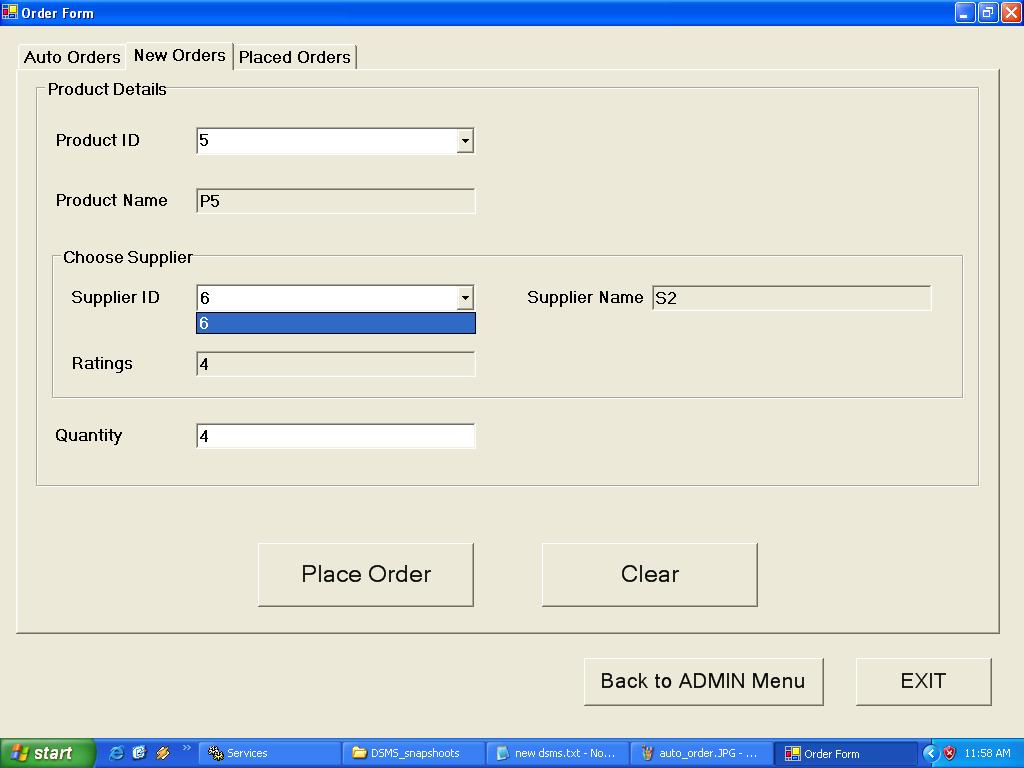 Order Form
Auto Orders New Orders Placed Orders
Product Details
Product ID 5
Product Name P5
Choose Supplier
Supplier ID 6 Supplier Name S2
6
Ratings 4
Quantity 4
Place Order Clear
Back to ADMIN Menu EXIT
start » Services DSMS_snapshoots new dsms.txt - No... auto_order.JPG - ... Order Form 11:58 AM